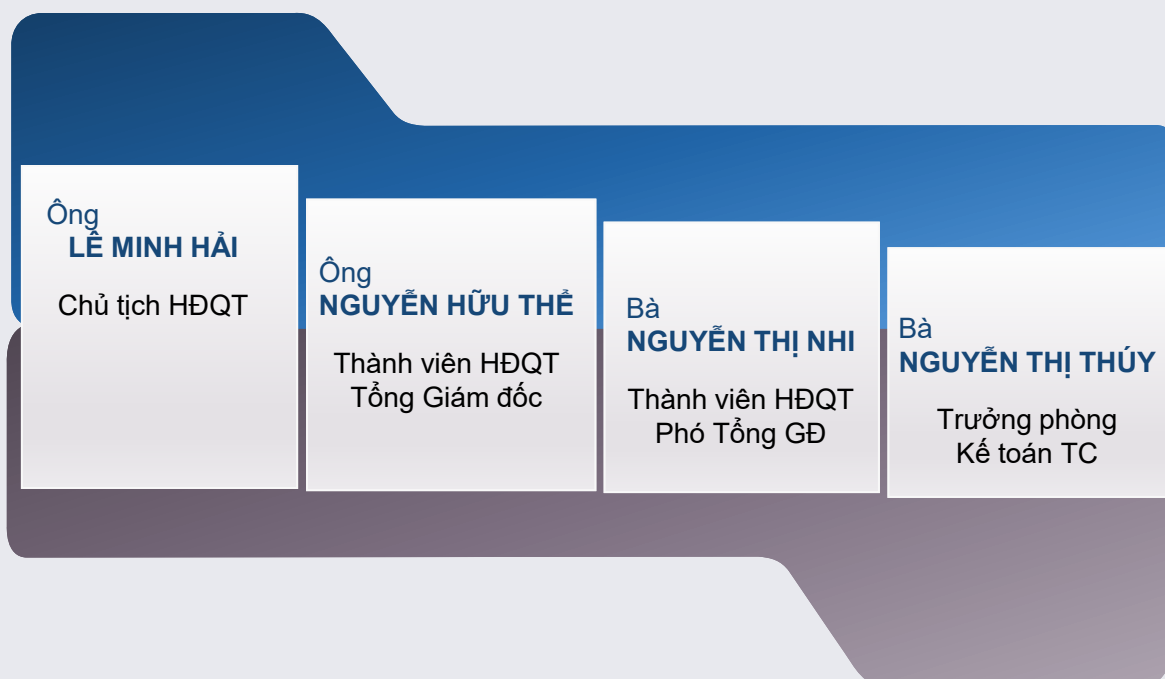 Ông
LÊ MINH HẢI
Chủ tịch HĐQT
Ông
NGUYỄN HỮU THỂ
Thành viên HĐQT
Tổng Giám đốc
Bà
NGUYỄN THỊ NHI
Thành viên HĐQT
Phó Tổng GĐ
Bà
NGUYỄN THỊ THÚY
Trưởng phòng
Kế toán TC